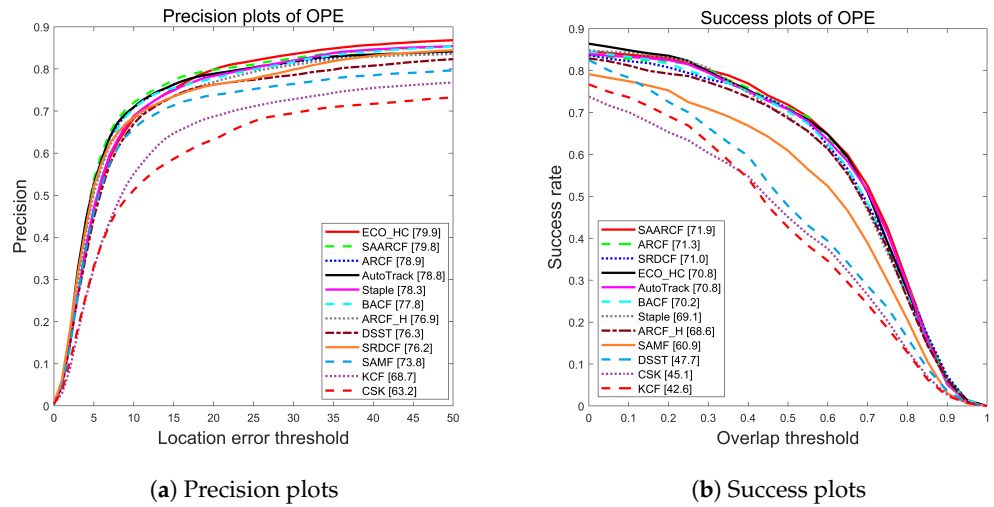 Precision plots of OPE
0.9
0.8
0.7
0.6
0.5
0.4
0.3
0.2
0.1
0
Precision
ECO_HC [79.9]
SAARCF [79.8]
ARCF [78.9]
AutoTrack [78.8]
Staple [78.3]
BACF [77.8]
ARCF_H [76.9]
DSST [76.3]
SRDCF [76.2]
SAMF [73.8]
KCF [68.7]
CSK [63.2]
0 5 10 15 20 25 30 35 40 45 50
Location error threshold
(a) Precision plots
Success plots of OPE
0.9
0.8
0.7
0.6
0.5
0.4
0.3
0.2
0.1
0
Success rate
SAARCF [71.9]
ARCF [71.3]
SRDCF [71.0]
ECO_HC [70.8]
AutoTrack [70.8]
BACF [70.2]
Staple [69.1]
ARCF_H [68.6]
SAMF [60.9]
DSST [47.7]
CSK [45.1]
KCF [42.6]
0 0.1 0.2 0.3 0.4 0.5 0.6 0.7 0.8 0.9 1
Overlap threshold
(b) Success plots